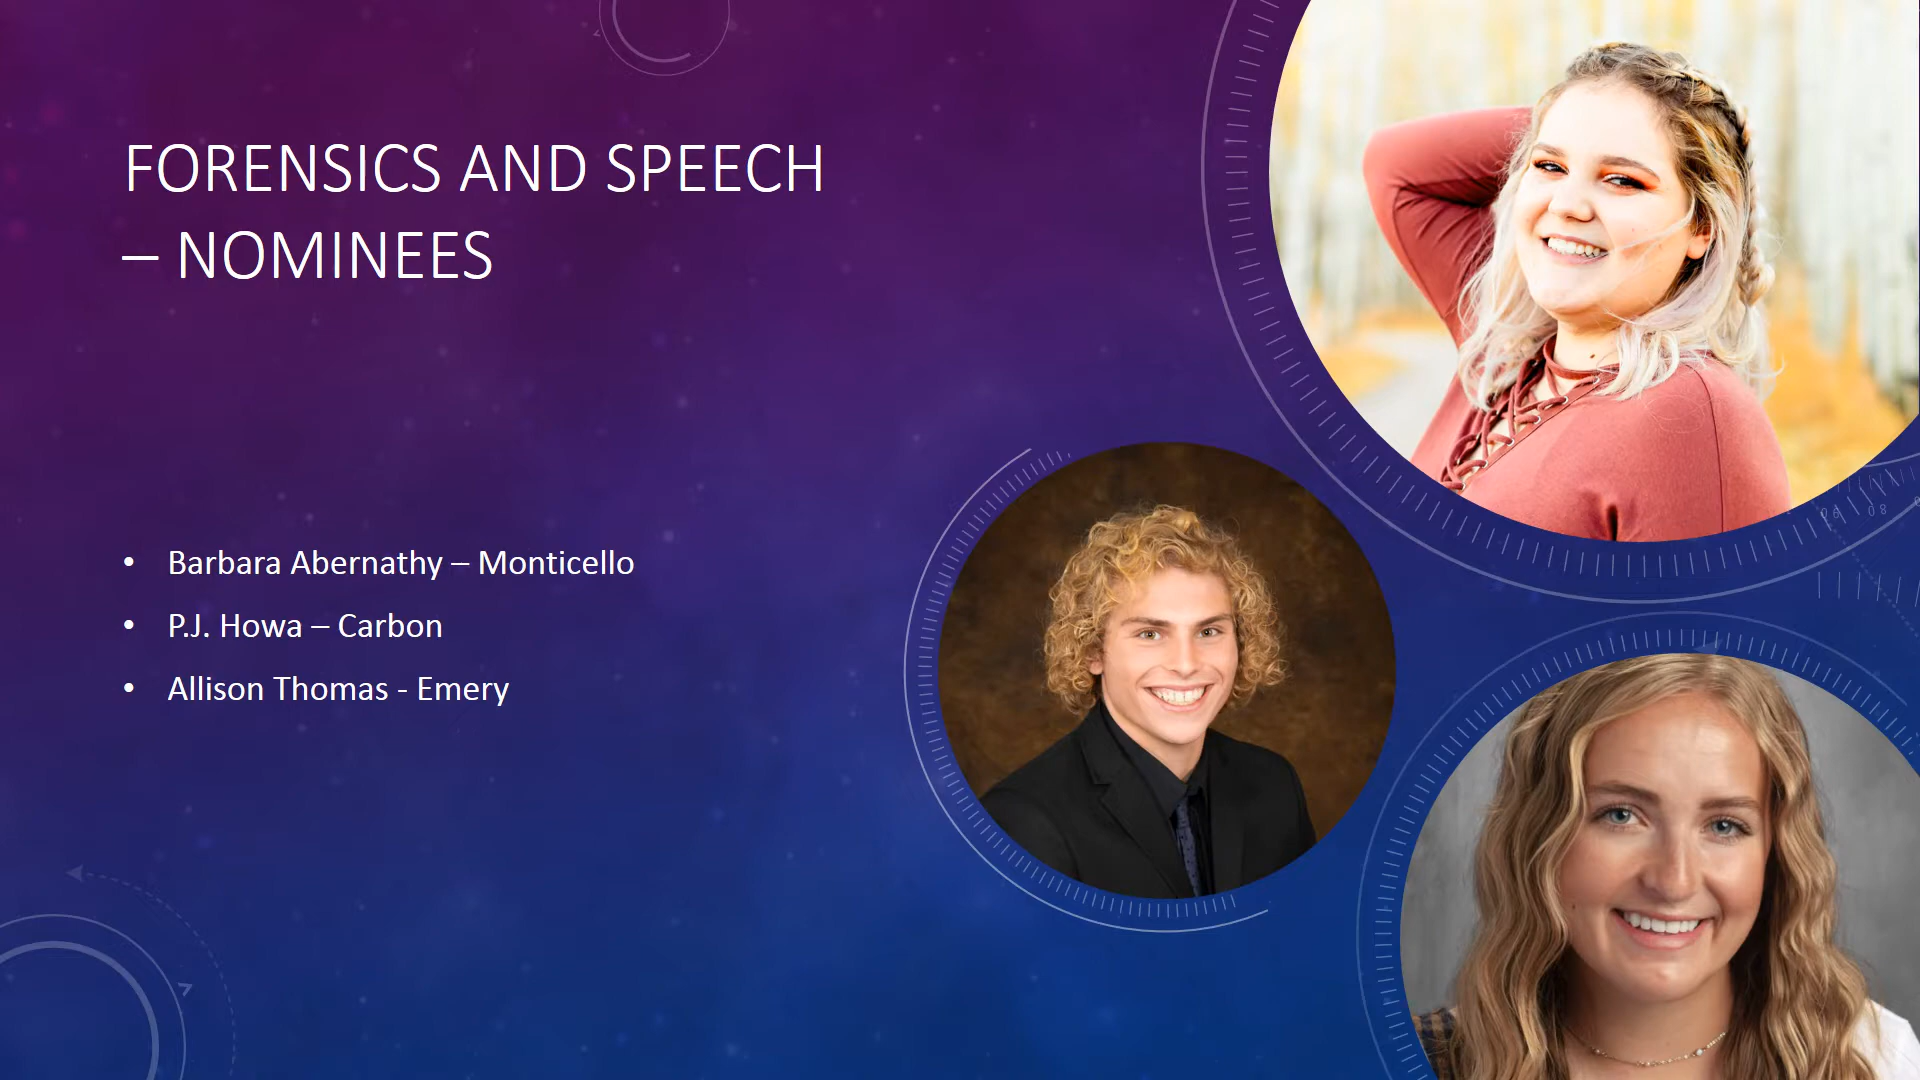 FORENSICS AND SPEECH
– NOMINEES
• Barbara Abernathy – Monticello
• P.J. Howa – Carbon
• Allison Thomas - Emery